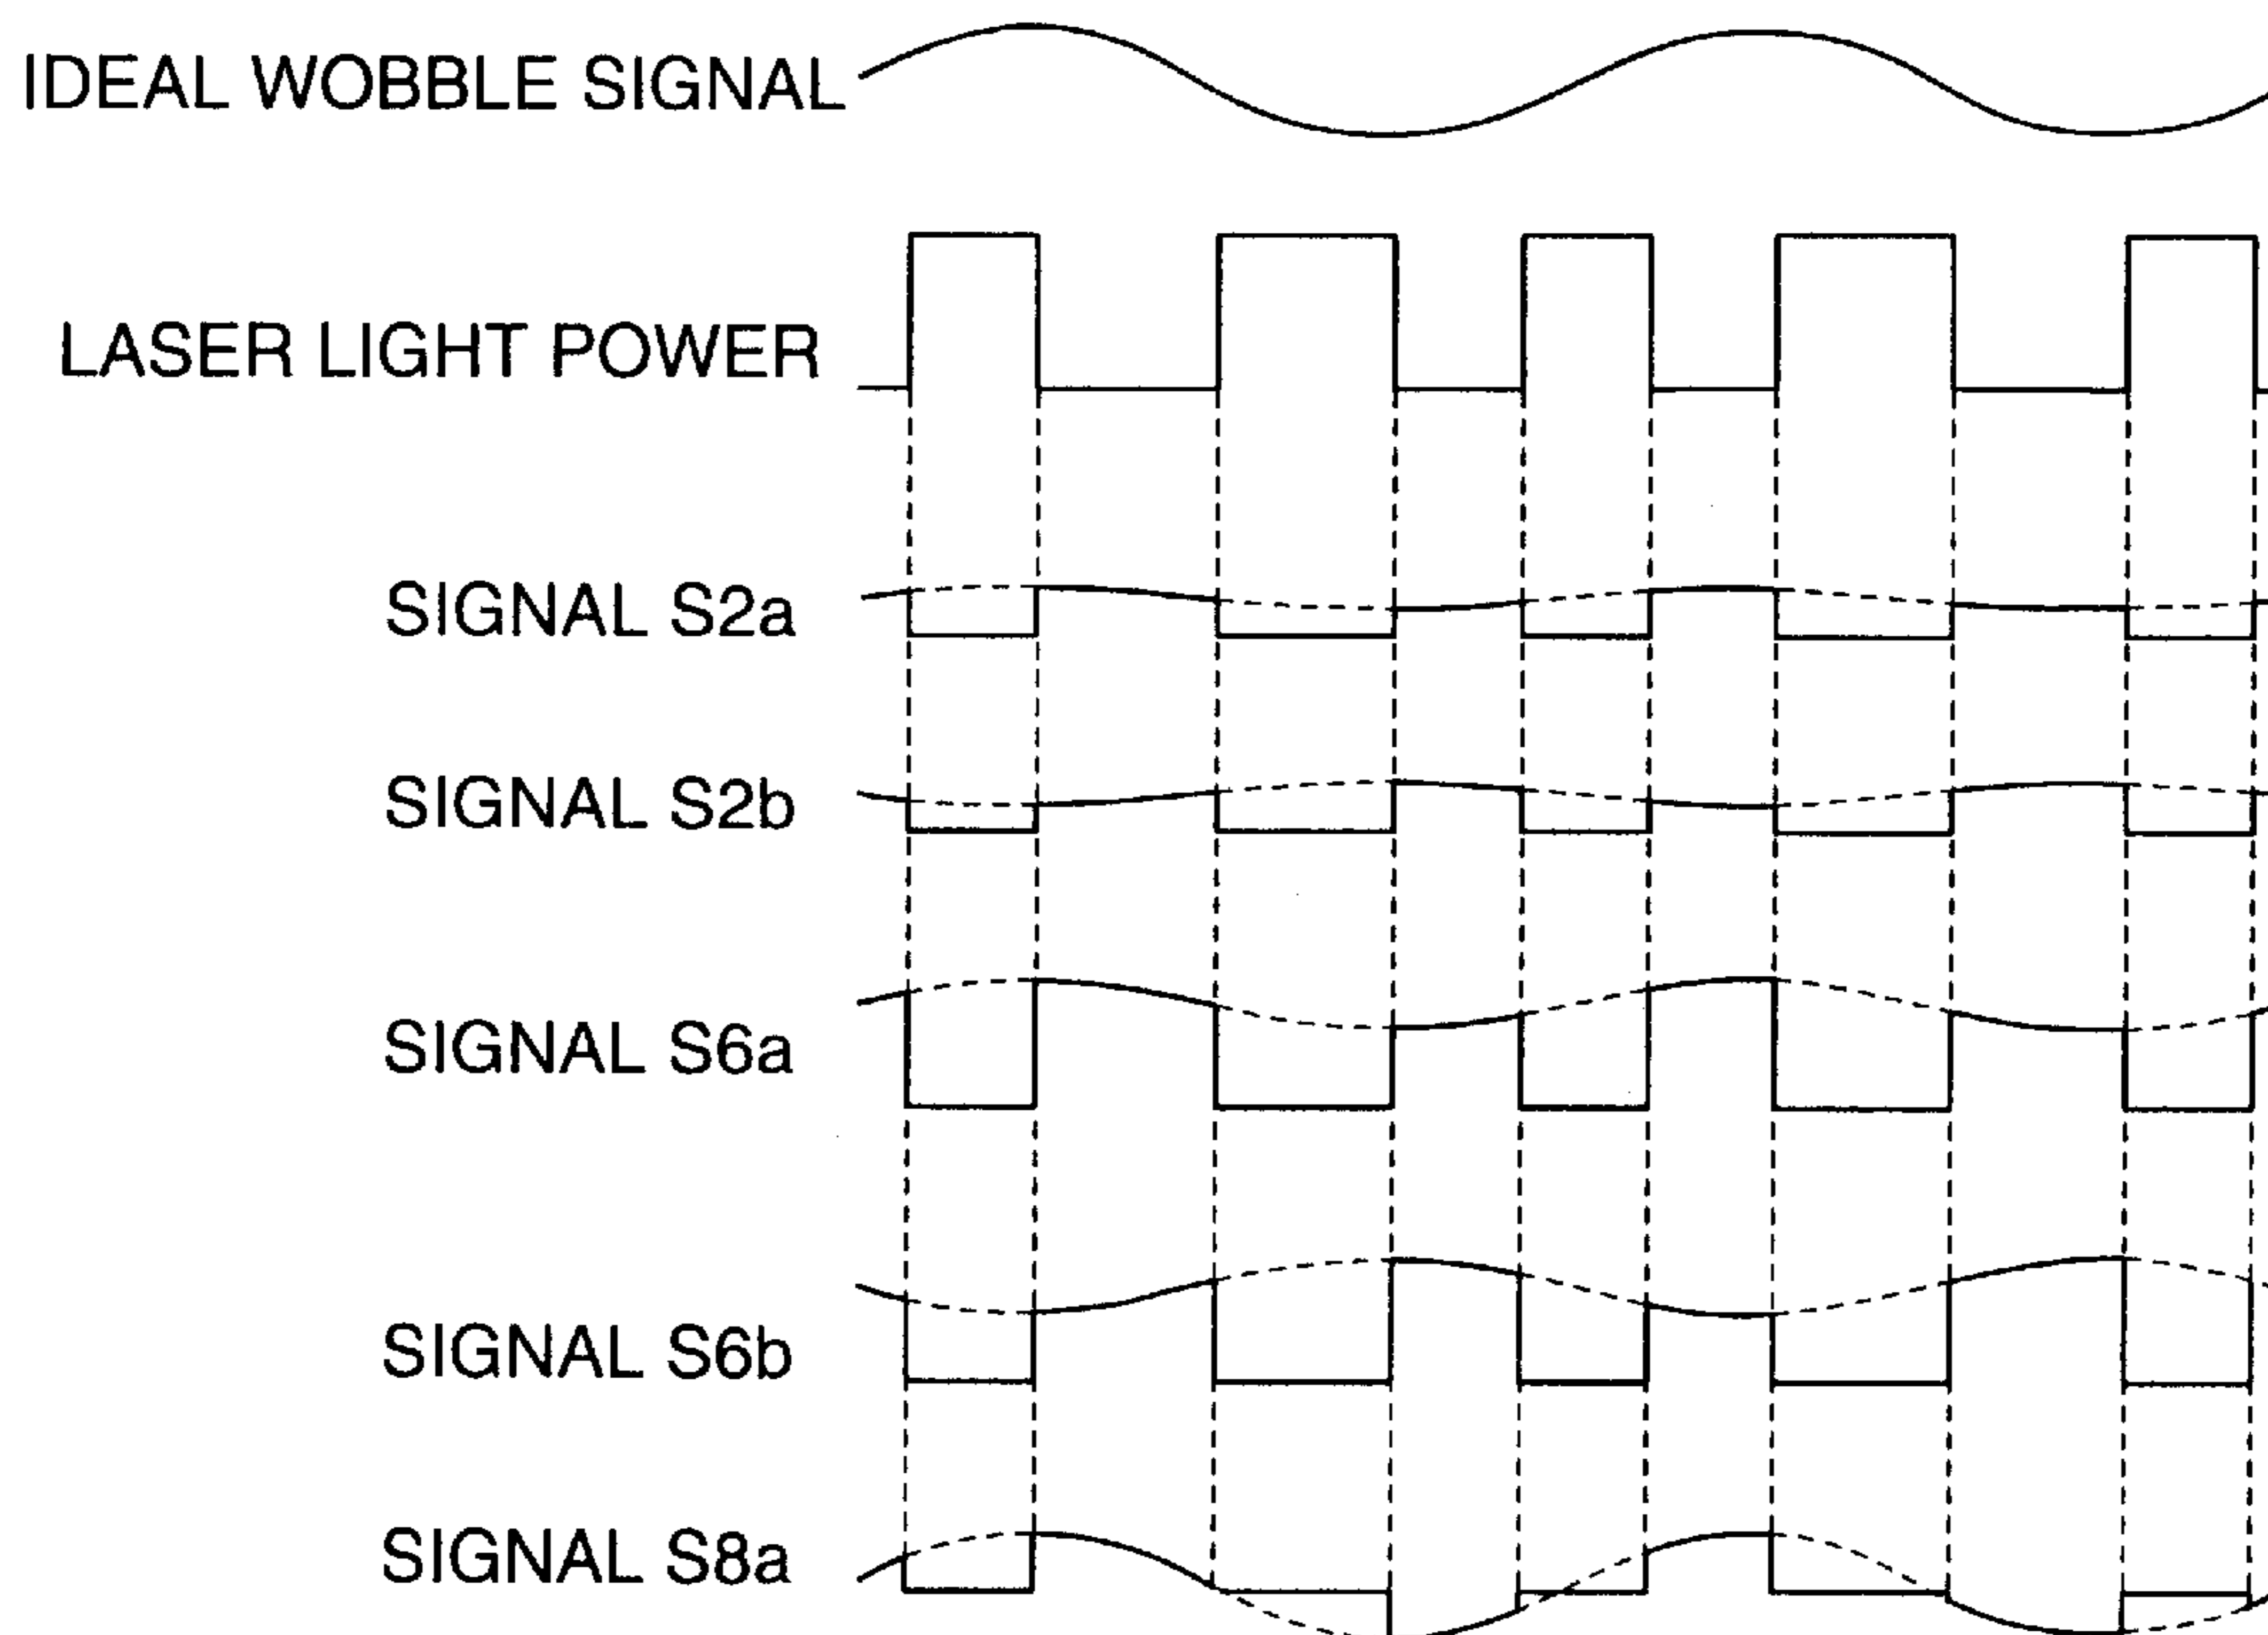 IDEAL WOBBLE SIGNAL
LASER LIGHT POWER
SIGNAL S2a
SIGNAL S2b
SIGNAL S6a
SIGNAL S6b
SIGNAL S8a